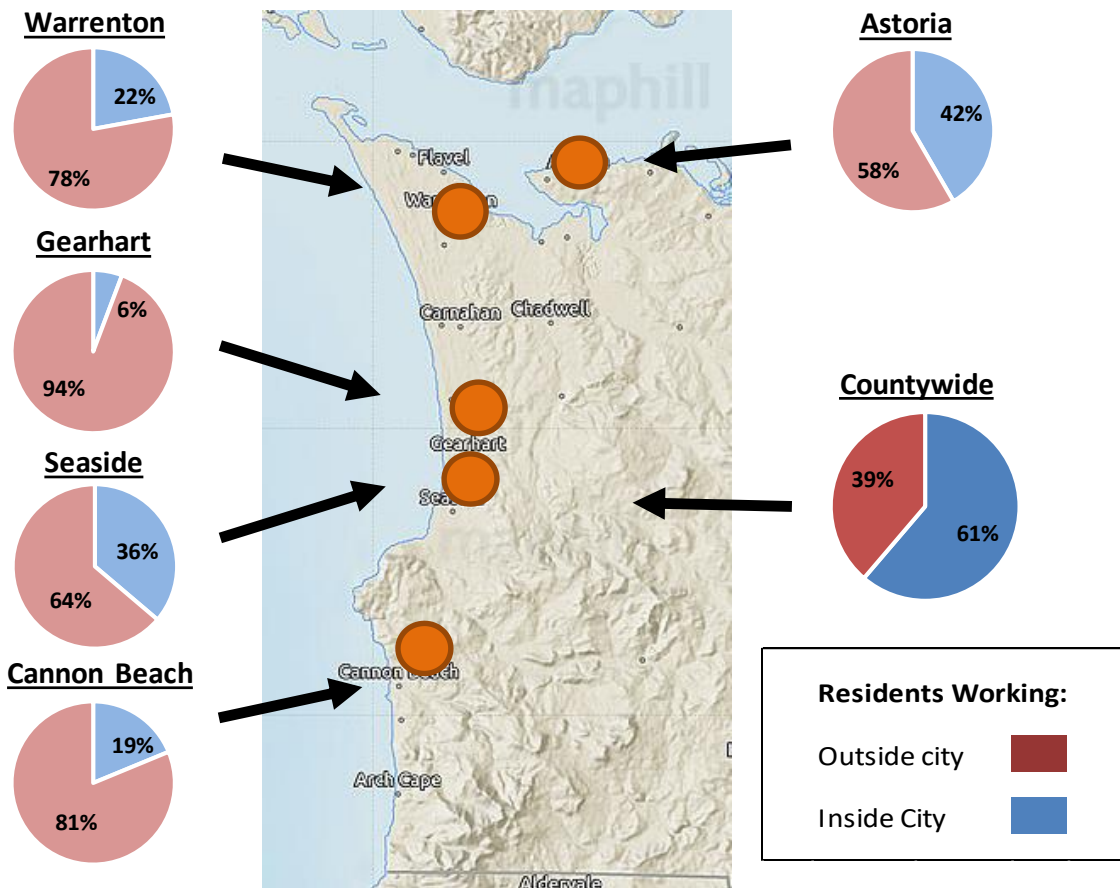 Warrenton
22%
78%
Gearhart
6%
94%
Seaside
36%
64%
Cannon Beach
19%
81%
maphill
Flavel
Carnahan
Chadwell
Gearhart
Cannon Beach
Arch Cape
Aldervale
Astoria
42%
58%
Countywide
39%
61%
Residents Working:
Outside city
Inside City